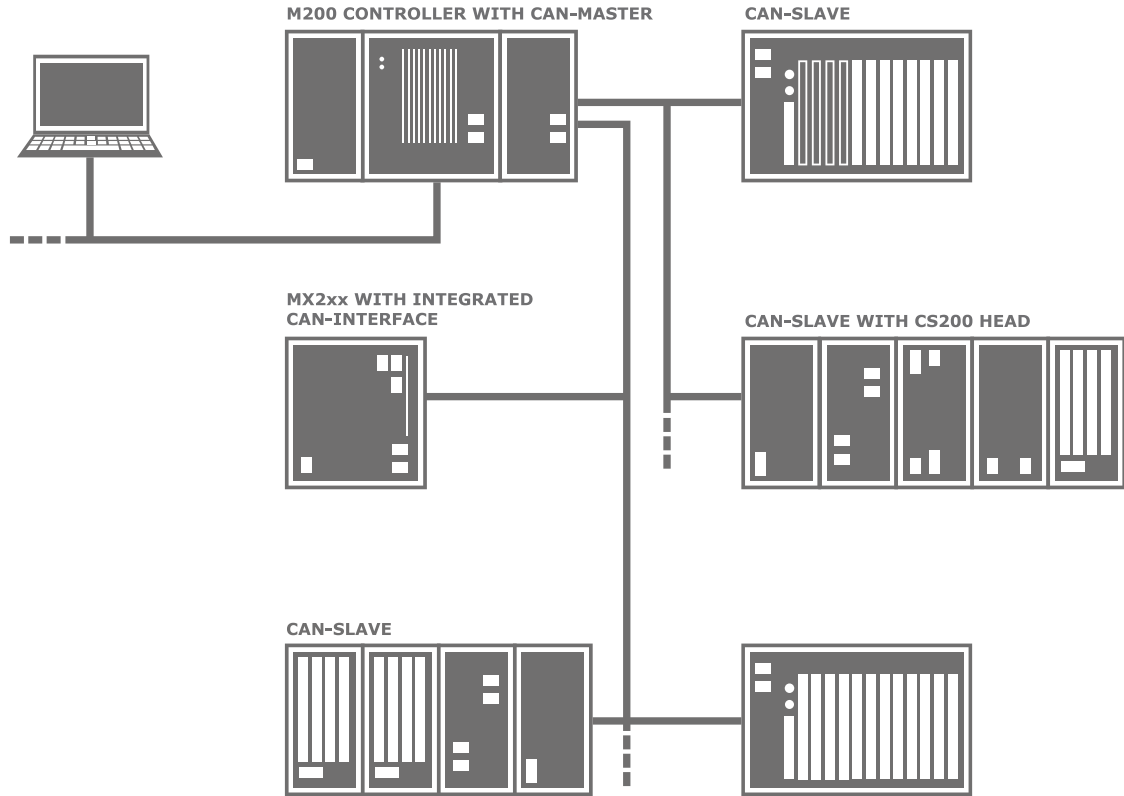 M200 CONTROLLER WITH CAN-MASTER
CAN-SLAVE
MX2xx WITH INTEGRATED
CAN-INTERFACE
CAN-SLAVE WITH CS200 HEAD
CAN-SLAVE